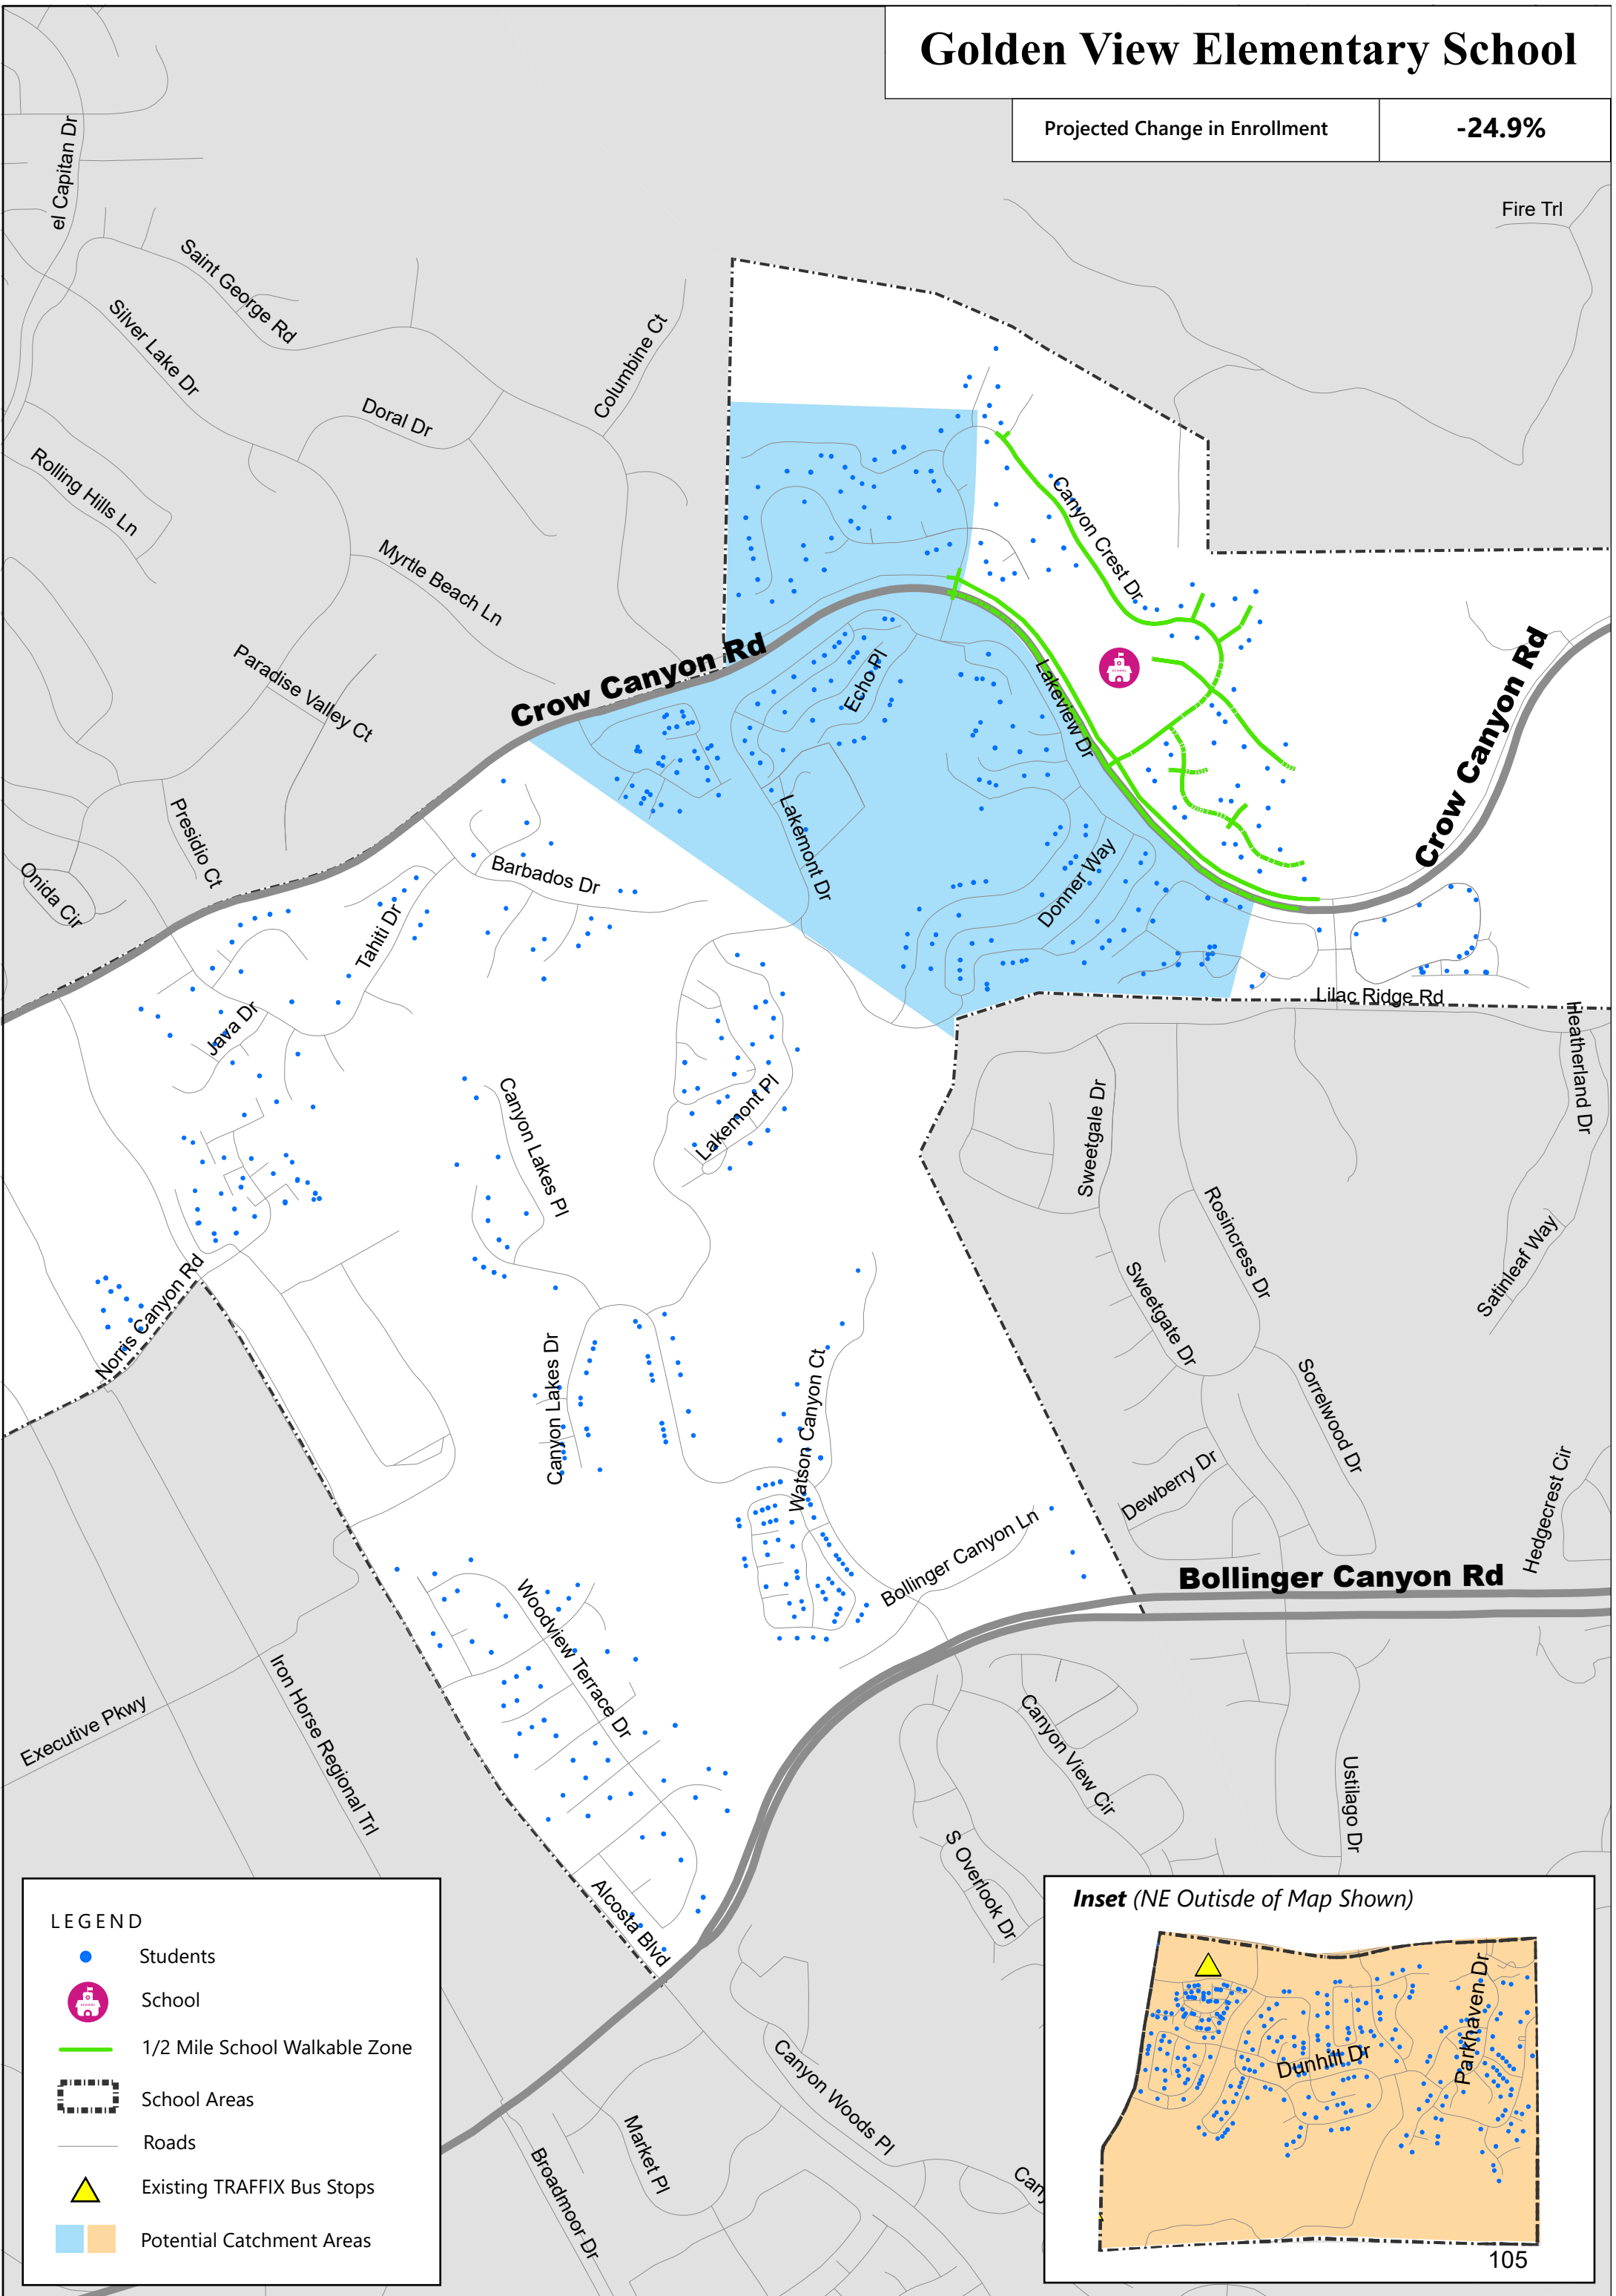 Golden View Elementary School
Projected Change in Enrollment
-24.9%
el Capitan Dr
Fire Trl
Saint George Rd
Silver Lake Dr
Columbine Ct
Doral Dr
Rolling Hills Ln
Canyon Crest Dr
Myrtle Beach Ln
Paradise Valley Ct
Crow Canyon Rd
Echo Pl
Lakeview Dr
Crow Canyon Rd
Presidio Ct
Lakemont Dr
Onida Cir
Barbados Dr
Donner Way
Tahiti Dr
Lilac Ridge Rd
Java Dr
Heatherland Dr
Canyon Lakes Pl
Lakemont Pl
Sweetgale Dr
Rosincress Dr
Satinleaf Way
Norris Canyon Rd
Sweetgate Dr
Canyon Lakes Dr
Watson Canyon Ct
Sorrelwood Dr
Dewberry Dr
Hedgecrest Cir
Bollinger Canyon Ln
Bollinger Canyon Rd
Woodview Terrace Dr
Iron Horse Regional Trl
Executive Pkwy
Canyon View Cir
Ustilago Dr
S Overlook Dr
Alcosta Blvd
Canyon Woods Pl
Market Pl
Broadmoor Dr
Cany
LEGEND
Students
School
1/2 Mile School Walkable Zone
School Areas
Roads
Existing TRAFFIX Bus Stops
Potential Catchment Areas
Inset (NE Outisde of Map Shown)
Parkhaven Dr
Dunhill Dr
105